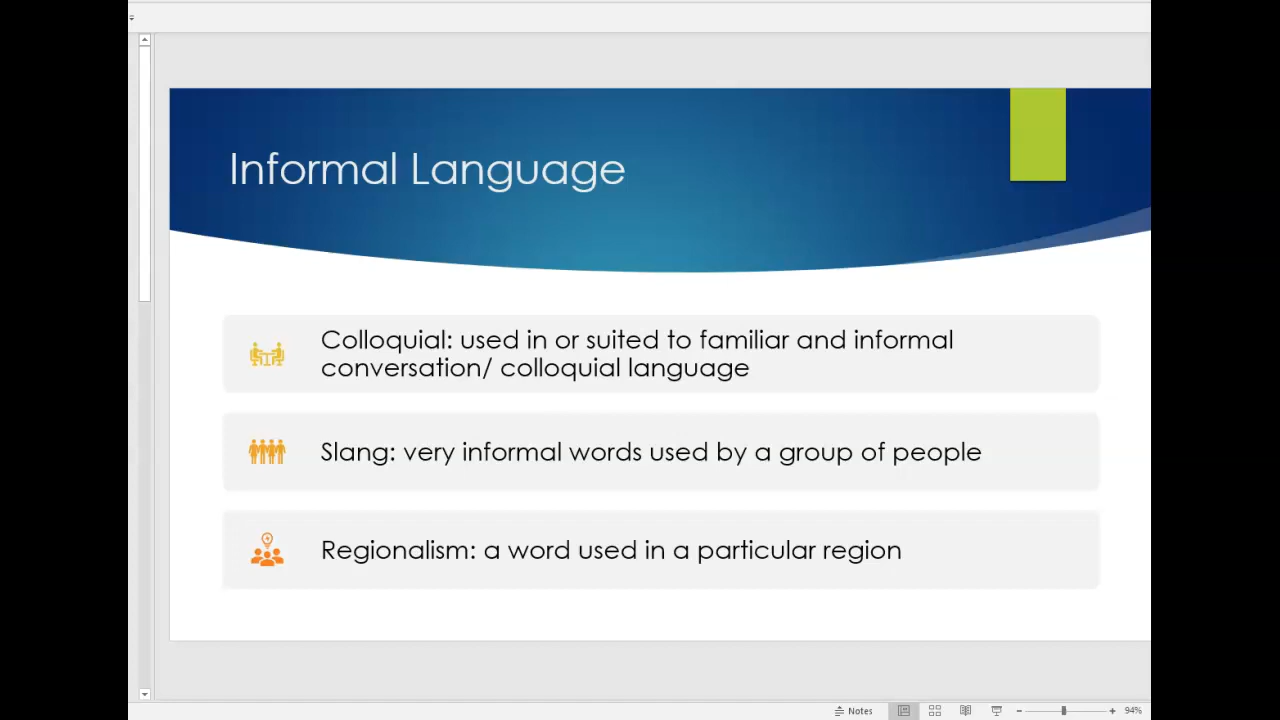 Informal Language
Colloquial: used in or suited to familiar and informal
conversation/ colloquial language
Slang: very informal words used by a group of people
Regionalism: a word used in a particular region
Notes
94%